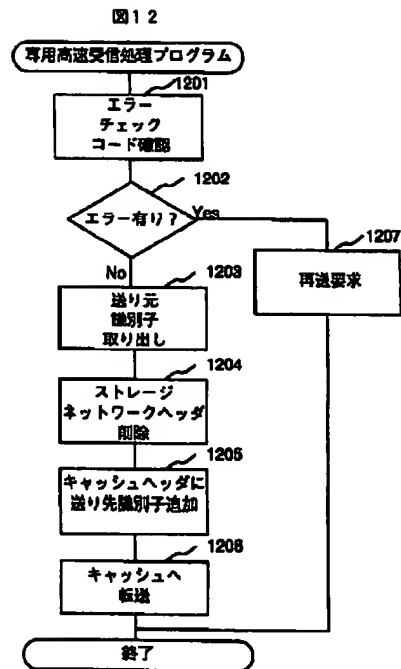 図12
専用高速受信処理プログラム
1201
エラー
チェック
コード確認
1202
エラー有り?
Yes
1207
No
1203
再送要求
送り元
識別子
取り出し
1204
ストレージ
ネットワークヘッダ
削除
1205
キャッシュヘッダに
送り先識別子追加
1206
キャッシュへ
転送
終了